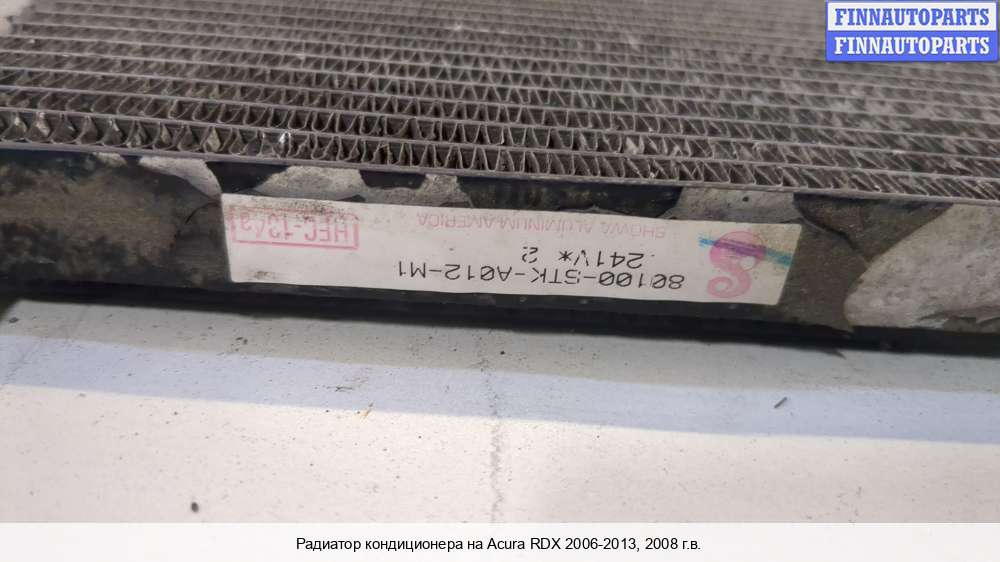 FINNAUTOPARTS
FINNAUTOPARTS
80100-STK-A012-M1
.241V* 2
SHOWA ALUMINUM AMERICA
HFC-134a
Радиатор кондиционера на Acura RDX 2006-2013, 2008 г.в.